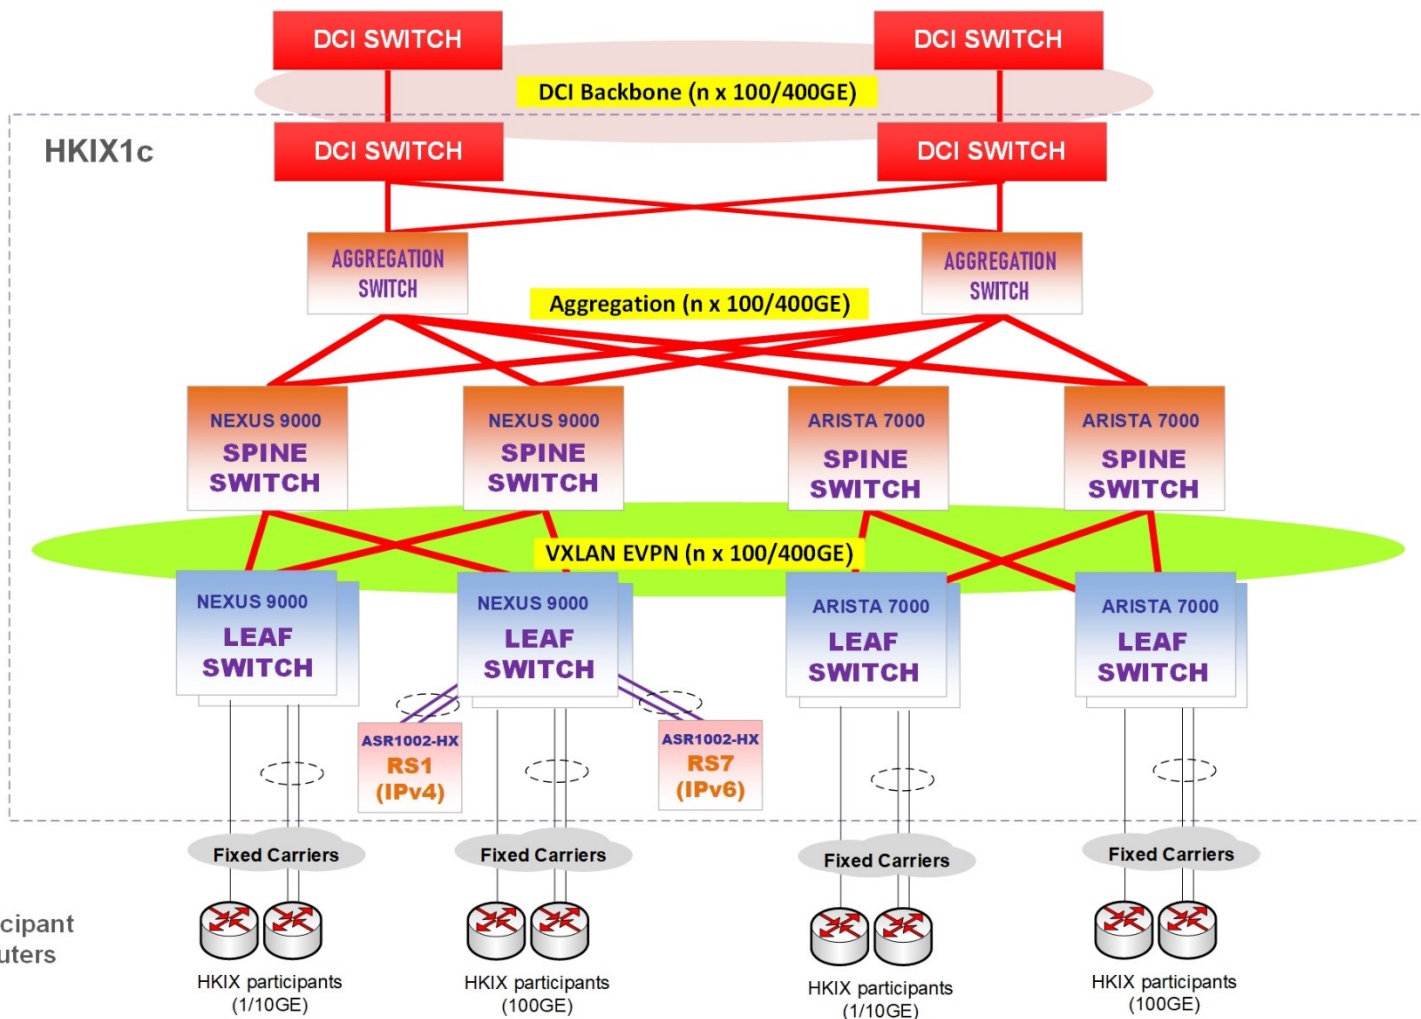 DCI SWITCH
DCI SWITCH
DCI Backbone (n x 100/400GE)
HKIX1c
DCI SWITCH
DCI SWITCH
AGGREGATION
SWITCH
AGGREGATION
SWITCH
Aggregation (n x 100/400GE)
NEXUS 9000
SPINE
SWITCH
NEXUS 9000
SPINE
SWITCH
ARISTA 7000
SPINE
SWITCH
ARISTA 7000
SPINE
SWITCH
VXLAN EVPN (n x 100/400GE)
NEXUS 9000
LEAF
SWITCH
NEXUS 9000
LEAF
SWITCH
ARISTA 7000
LEAF
SWITCH
ARISTA 7000
LEAF
SWITCH
ASR1002-HX
RS1
(IPv4)
ASR1002-HX
RS7
(IPv6)
Fixed Carriers
Fixed Carriers
Fixed Carriers
Fixed Carriers
cipant
uters
HKIX participants
(1/10GE)
HKIX participants
(100GE)
HKIX participants
(1/10GE)
HKIX participants
(100GE)